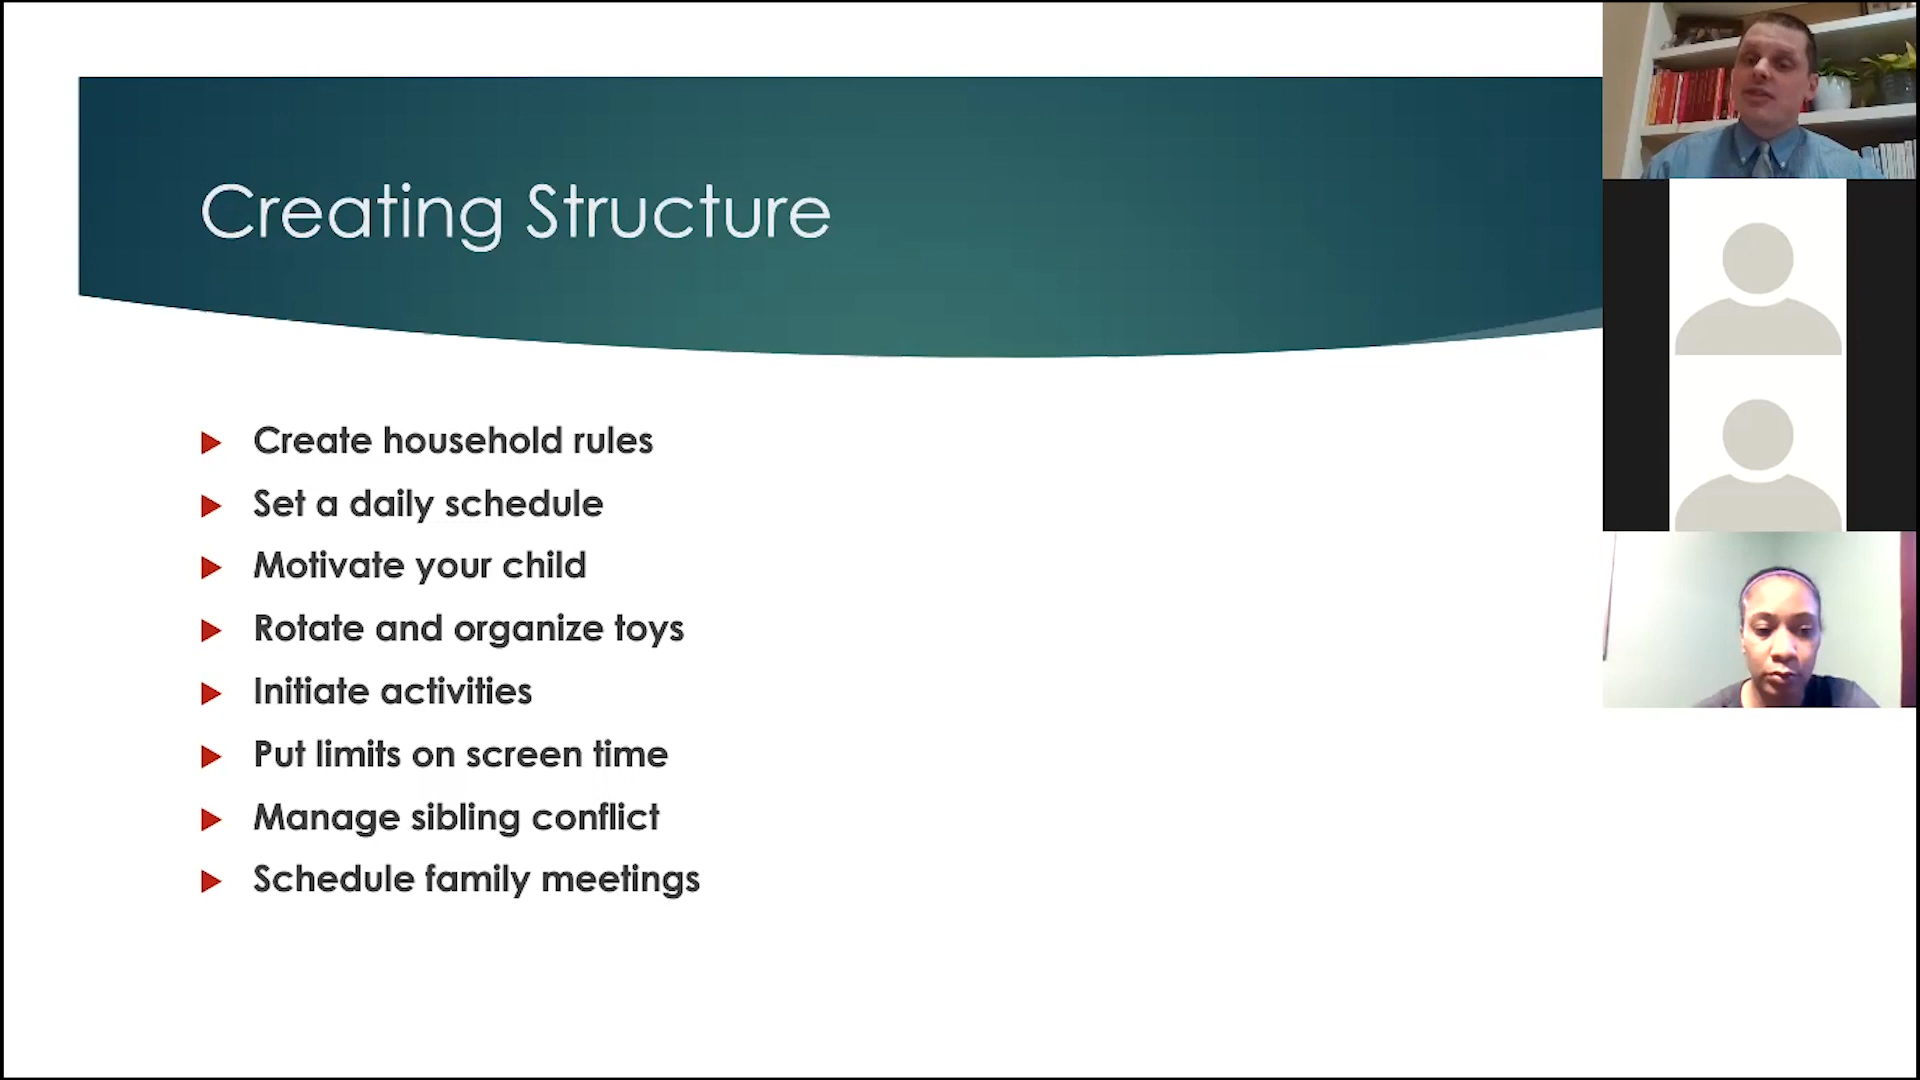 Creating Structure
Create household rules
Set a daily schedule
Motivate your child
Rotate and organize toys
Initiate activities
Put limits on screen time
Manage sibling conflict
Schedule family meetings